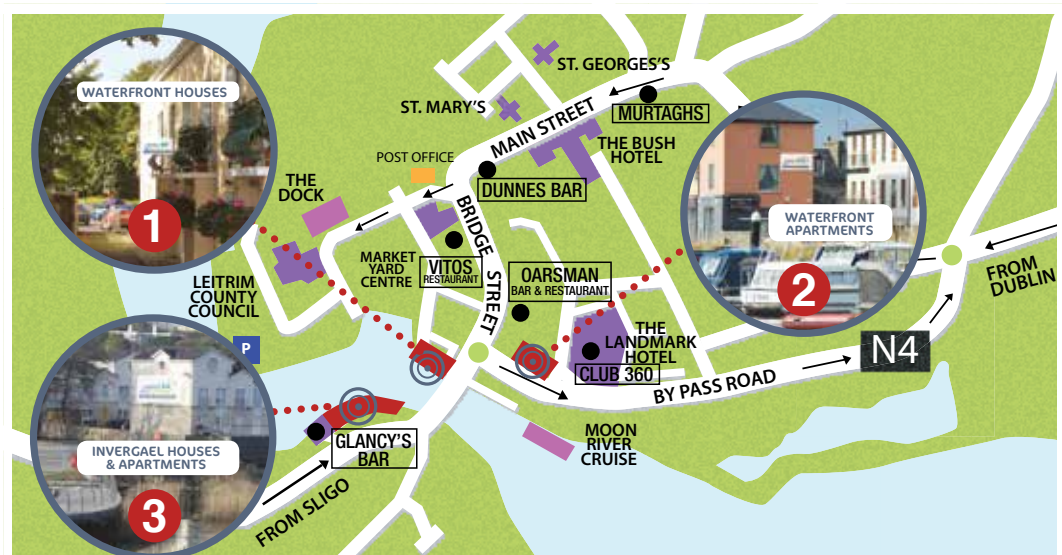 WATERFRONT HOUSES
1
ST. GEORGES'S
ST. MARY'S
MAIN STREET
MURTAGHS
THE BUSH
HOTEL
POST OFFICE
DUNNES BAR
THE
DOCK
BRIDGE STREET
MARKET
YARD
CENTRE
VITOS
RESTAURANT
OARSMAN
BAR & RESTAURANT
LEITRIM
COUNTY
COUNCIL
P
WATERFRONT
APARTMENTS
2
FROM
DUBLIN
THE
LANDMARK
HOTEL
CLUB 360
N4
BY PASS ROAD
MOON
RIVER
CRUISE
GLANCY'S
BAR
FROM SLIGO
INVERGAEL HOUSES
& APARTMENTS
3